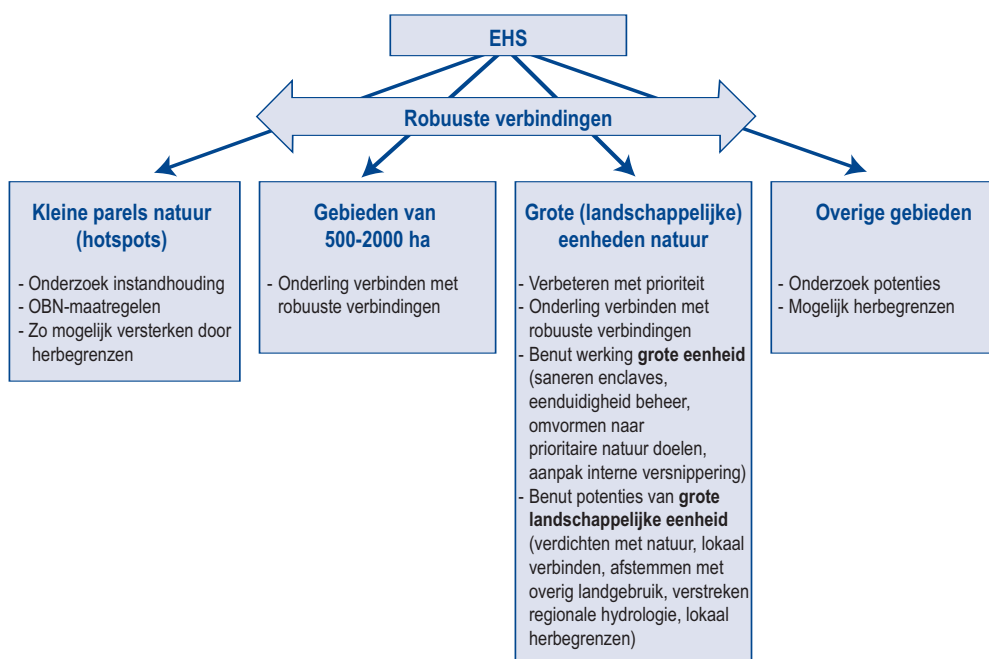 EHS
Robuuste verbindingen
Kleine parels natuur
(hotspots)
- Onderzoek instandhouding
- OBN-maatregelen
- Zo mogelijk versterken door
herbegrenzen
Gebieden van
500-2000 ha
- Onderling verbinden met
robuuste verbindingen
Grote (landschappelijke)
eenheden natuur
- Verbeteren met prioriteit
- Onderling verbinden met
robuuste verbindingen
- Benut werking grote eenheid
(saneren enclaves,
eenduidigheid beheer,
omvormen naar
prioritaire natuur doelen,
aanpak interne versnippering)
- Benut potenties van grote
landschappelijke eenheid
(verdichten met natuur, lokaal
verbinden, afstemmen met
overig landgebruik, verstreken
regionale hydrologie, lokaal
herbegrenzen)
Overige gebieden
- Onderzoek potenties
- Mogelijk herbegrenzen